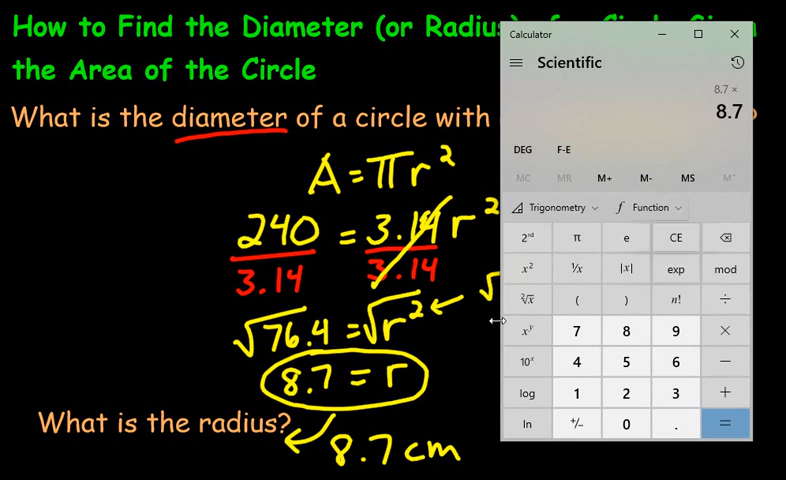 How to Find the Diameter (or Radius)
the Area of the Circle
What is the diameter of a circle with
A = πr²
240 = 3.14 r²
3.14 3.14
√76.4 = √r² ← √
8.7 = r
What is the radius?
8.7 cm
Calculator
Scientific
8.7 ×
8.7
DEG F-E
MC MR M+ M- MS M˅
Trigonometry f Function
2ⁿᵈ π e CE
x² ¹/x |x| exp mod
²√x ( ) n! ÷
xʸ 7 8 9 ×
10ˣ 4 5 6 −
log 1 2 3 +
ln +/− 0 . =